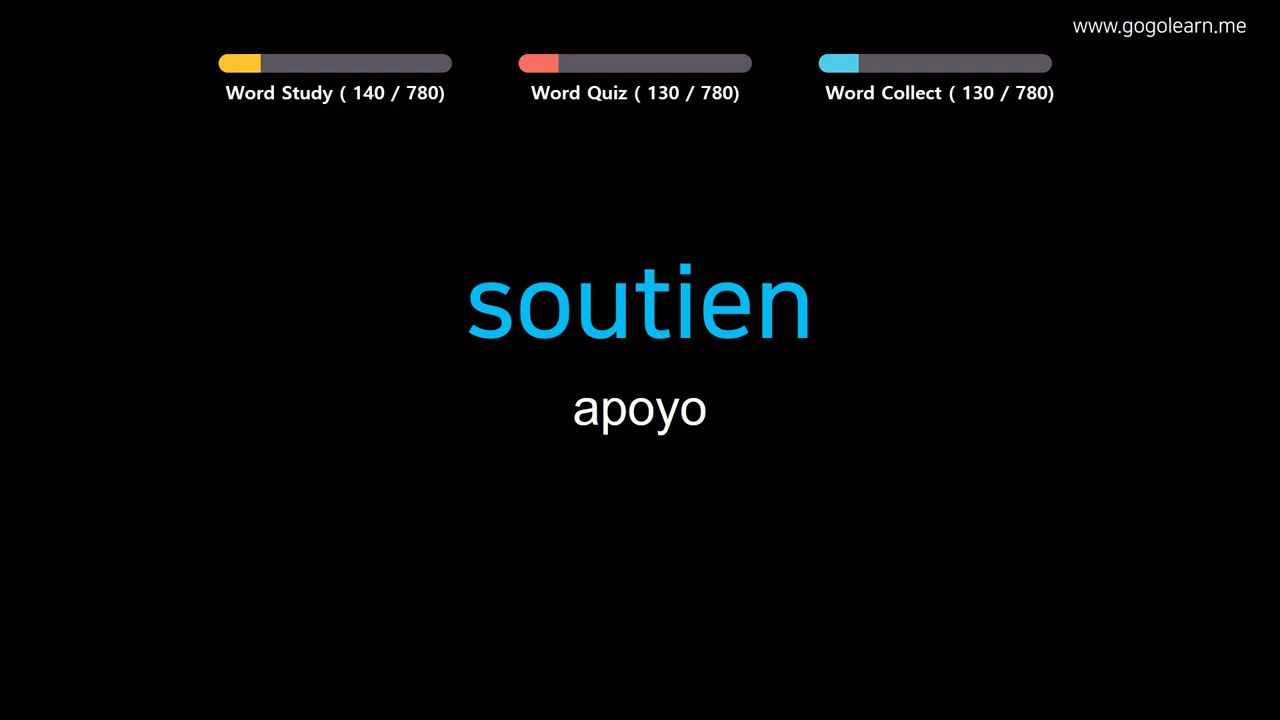 www.gogolearn.me
Word Study ( 140 / 780)
Word Quiz ( 130 / 780)
Word Collect ( 130 / 780)
soutien
apoyo